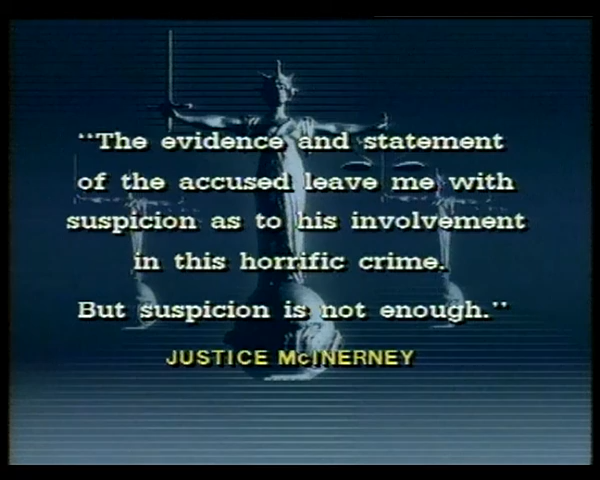 “The evidence and statement
of the accused leave me with
suspicion as to his involvement
in this horrific crime.
But suspicion is not enough.”
JUSTICE McINERNEY